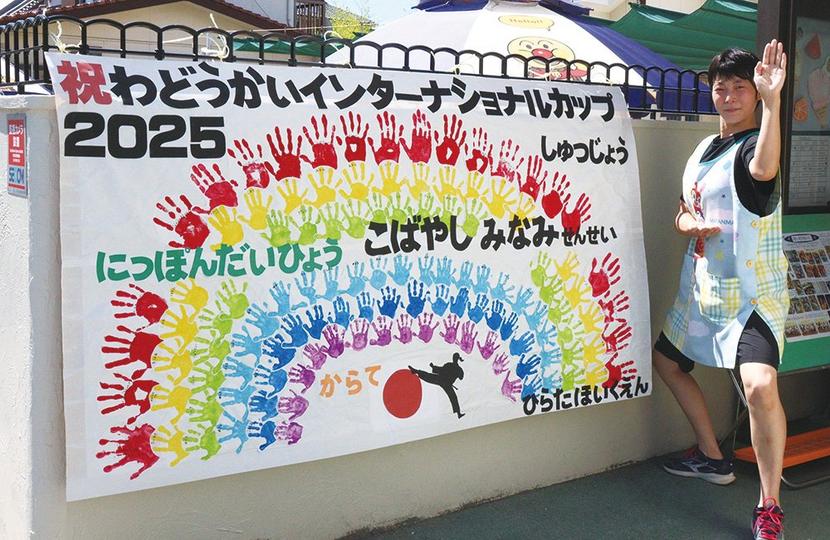 祝わどうかいインターナショナルカップ
2025
しゅつじょう
こばやし みなみせんせい
にっぽんだいひょう
からて
ひらたほいくえん
Hello!!